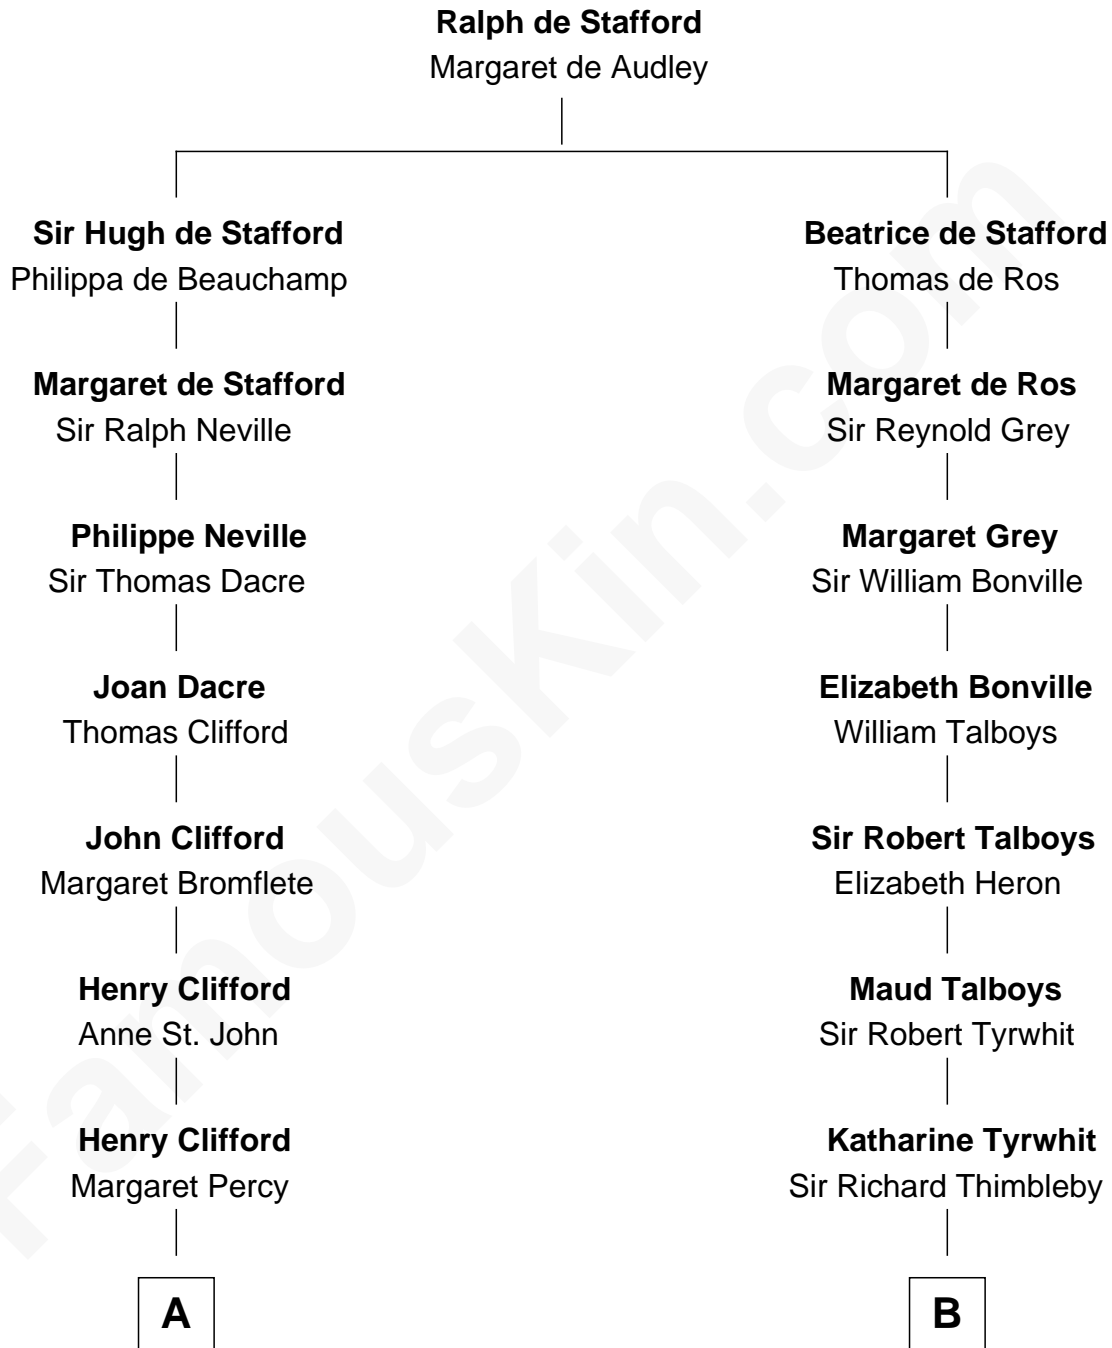 Ralph de Stafford
Margaret de Audley
Sir Hugh de Stafford
Philippa de Beauchamp
Beatrice de Stafford
Thomas de Ros
Margaret de Stafford
Sir Ralph Neville
Margaret de Ros
Sir Reynold Grey
Philippe Neville
Sir Thomas Dacre
Margaret Grey
Sir William Bonville
Joan Dacre
Thomas Clifford
Elizabeth Bonville
William Talboys
John Clifford
Margaret Bromflete
Sir Robert Talboys
Elizabeth Heron
Henry Clifford
Anne St. John
Maud Talboys
Sir Robert Tyrwhit
Henry Clifford
Margaret Percy
Katharine Tyrwhit
Sir Richard Thimbleby
A
B
FamousKin.com